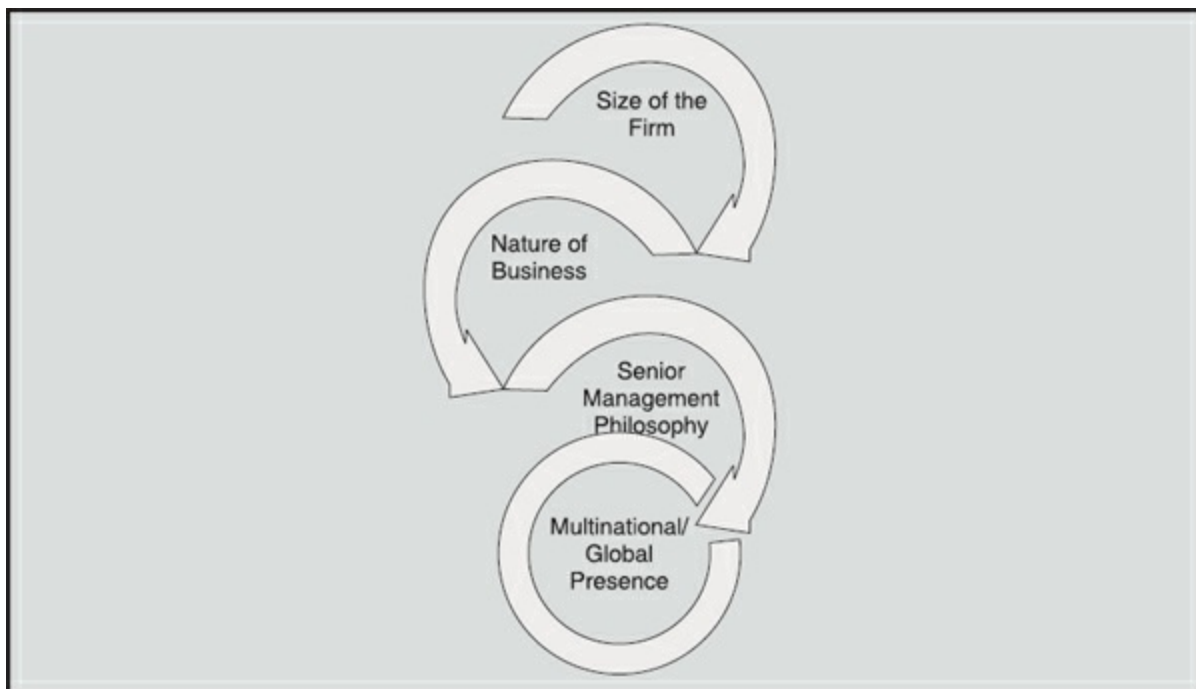 Size of the
Firm
Nature of
Business
Senior
Management
Philosophy
Multinational/
Global
Presence